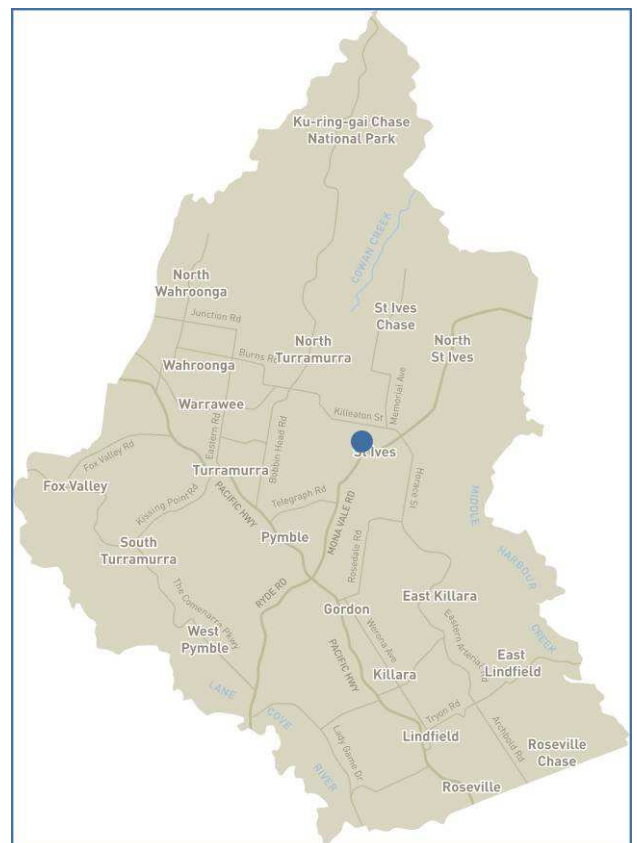 Ku-ring-gai Chase
National Park
COWAN CREEK
North
Wahroonga
St Ives
Chase
Junction Rd
North
Turramurra
North
St Ives
Burns Rd
Wahroonga
Memorial Ave
Warrawee
Killeaton St
Eastern Rd
Bobbin Head Rd
St Ives
Fox Valley Rd
Turramurra
Horace St
Fox Valley
Kissing Point Rd
PACIFIC HWY
Telegraph Rd
MONA VALE RD
MIDDLE
HARBOUR
CREEK
South
Turramurra
Pymble
Rosedale Rd
The Comenarra Pkwy
RYDE RD
Gordon
East Killara
West
Pymble
Werona Ave
Eastern Arterial Rd
East
Lindfield
PACIFIC HWY
Killara
LANE
COVE
RIVER
Tryon Rd
Archbold Rd
Lady Game Dr
Lindfield
Roseville
Chase
Roseville